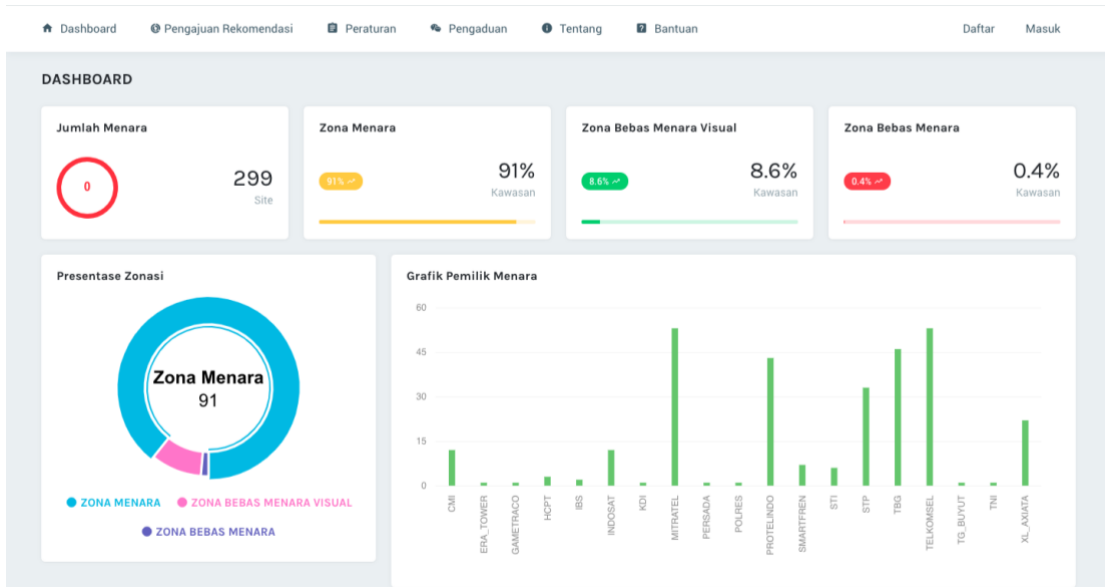 Dashboard Pengajuan Rekomendasi Peraturan Pengaduan Tentang Bantuan Daftar Masuk
DASHBOARD
Jumlah Menara
0
299
Site
Zona Menara
91%
91%
Kawasan
Zona Bebas Menara Visual
8.6%
8.6%
Kawasan
Zona Bebas Menara
0.4%
0.4%
Kawasan
Presentase Zonasi
Zona Menara
91
ZONA MENARA ZONA BEBAS MENARA VISUAL
ZONA BEBAS MENARA
Grafik Pemilik Menara
60
45
30
15
0
CMI
ERA_TOWER
GAMETRACO
HCPT
IBS
INDOSAT
KDI
MITRATEL
PERSADA
POLRES
PROTELINDO
SMARTFREN
STI
STP
TBG
TELKOMSEL
TG_BUYUT
TNI
XL_AXIATA